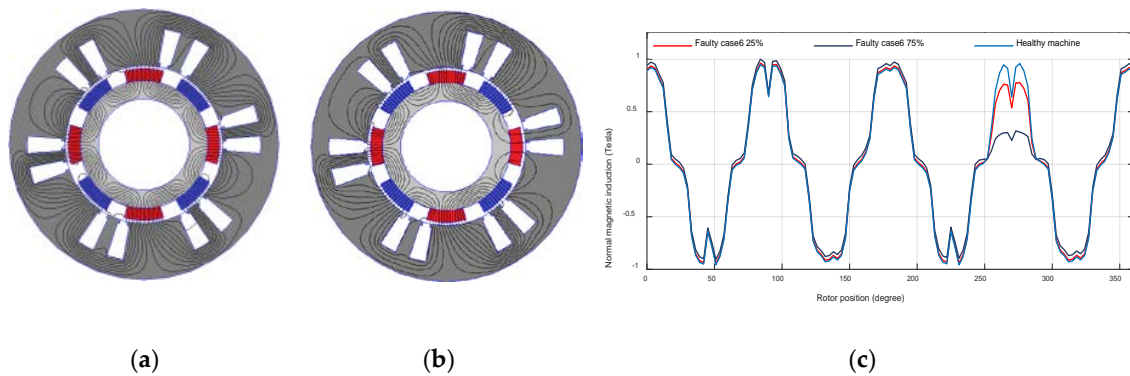 Faulty case6 25% Faulty case6 75% Healthy machine
1
0.5
0
-0.5
-1
Normal magnetic induction (Tesla)
0 50 100 150 200 250 300 350
Rotor position (degree)
(a) (b) (c)